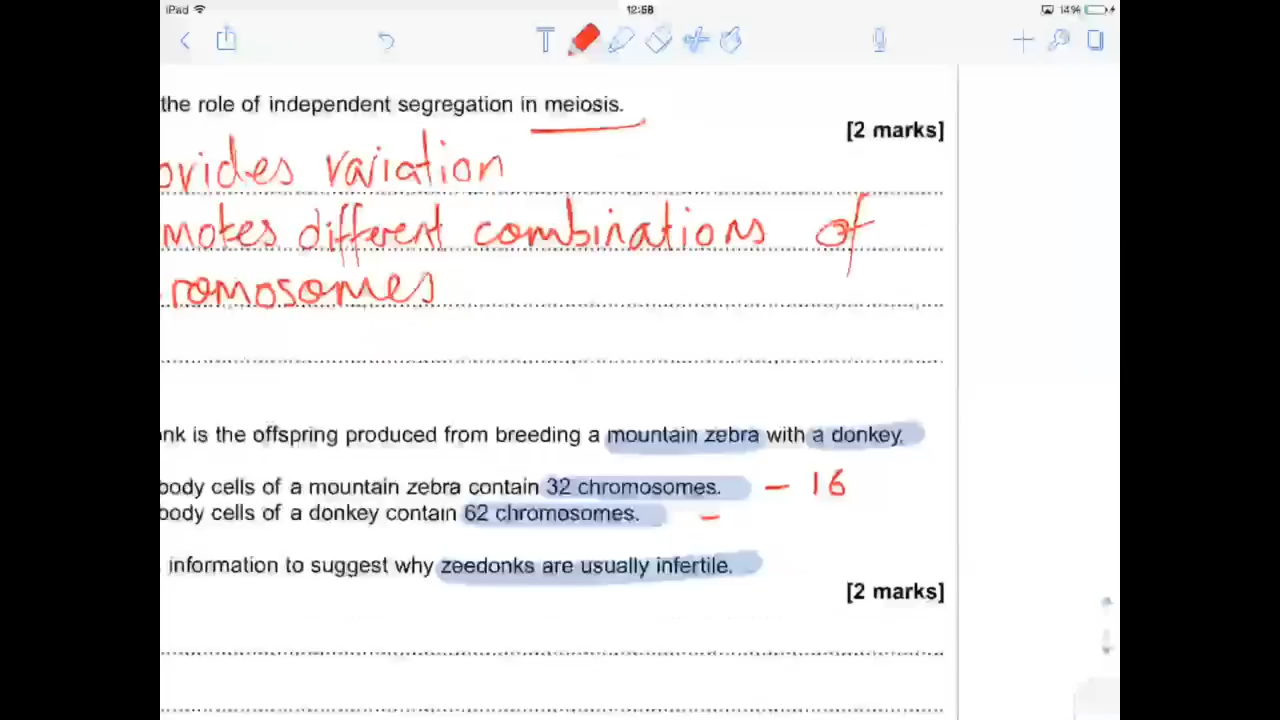 iPad 12:58 14%
the role of independent segregation in meiosis.
[2 marks]
ovides variation
motes different combinations of
romosomes
nk is the offspring produced from breeding a mountain zebra with a donkey.
body cells of a mountain zebra contain 32 chromosomes. – 16
body cells of a donkey contain 62 chromosomes. –
information to suggest why zeedonks are usually infertile.
[2 marks]